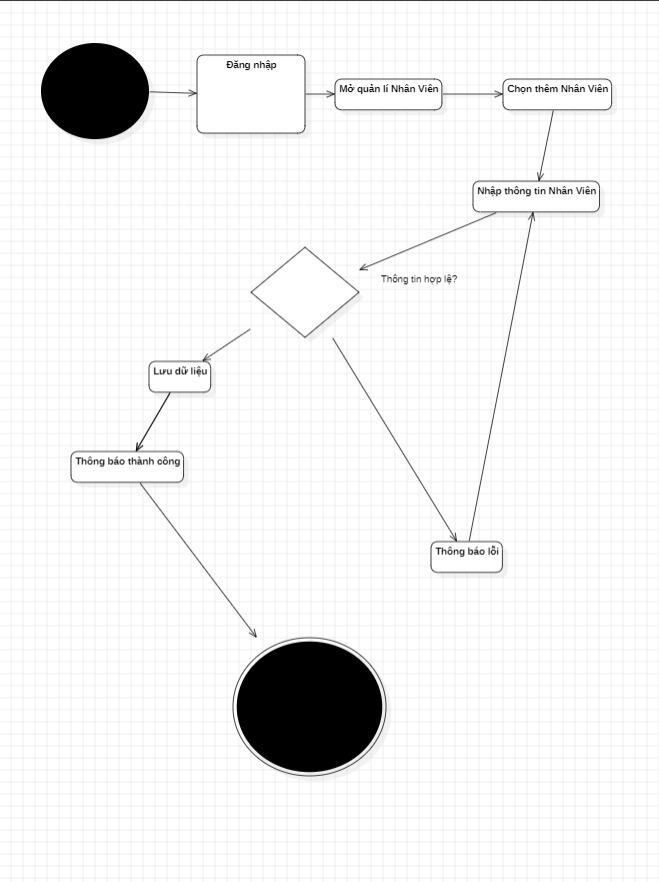 Đăng nhập
Mở quản lí Nhân Viên
Chọn thêm Nhân Viên
Nhập thông tin Nhân Viên
Thông tin hợp lệ?
Lưu dữ liệu
Thông báo thành công
Thông báo lỗi